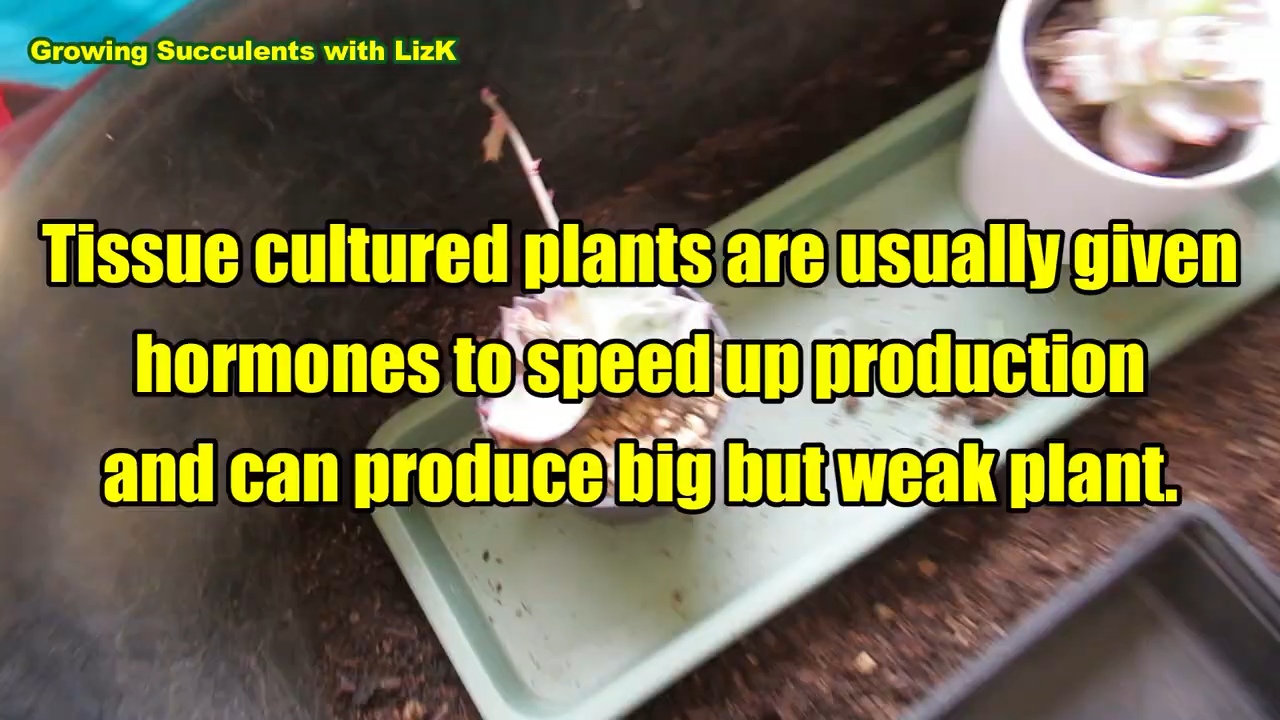 Growing Succulents with LizK
Tissue cultured plants are usually given
hormones to speed up production
and can produce big but weak plant.